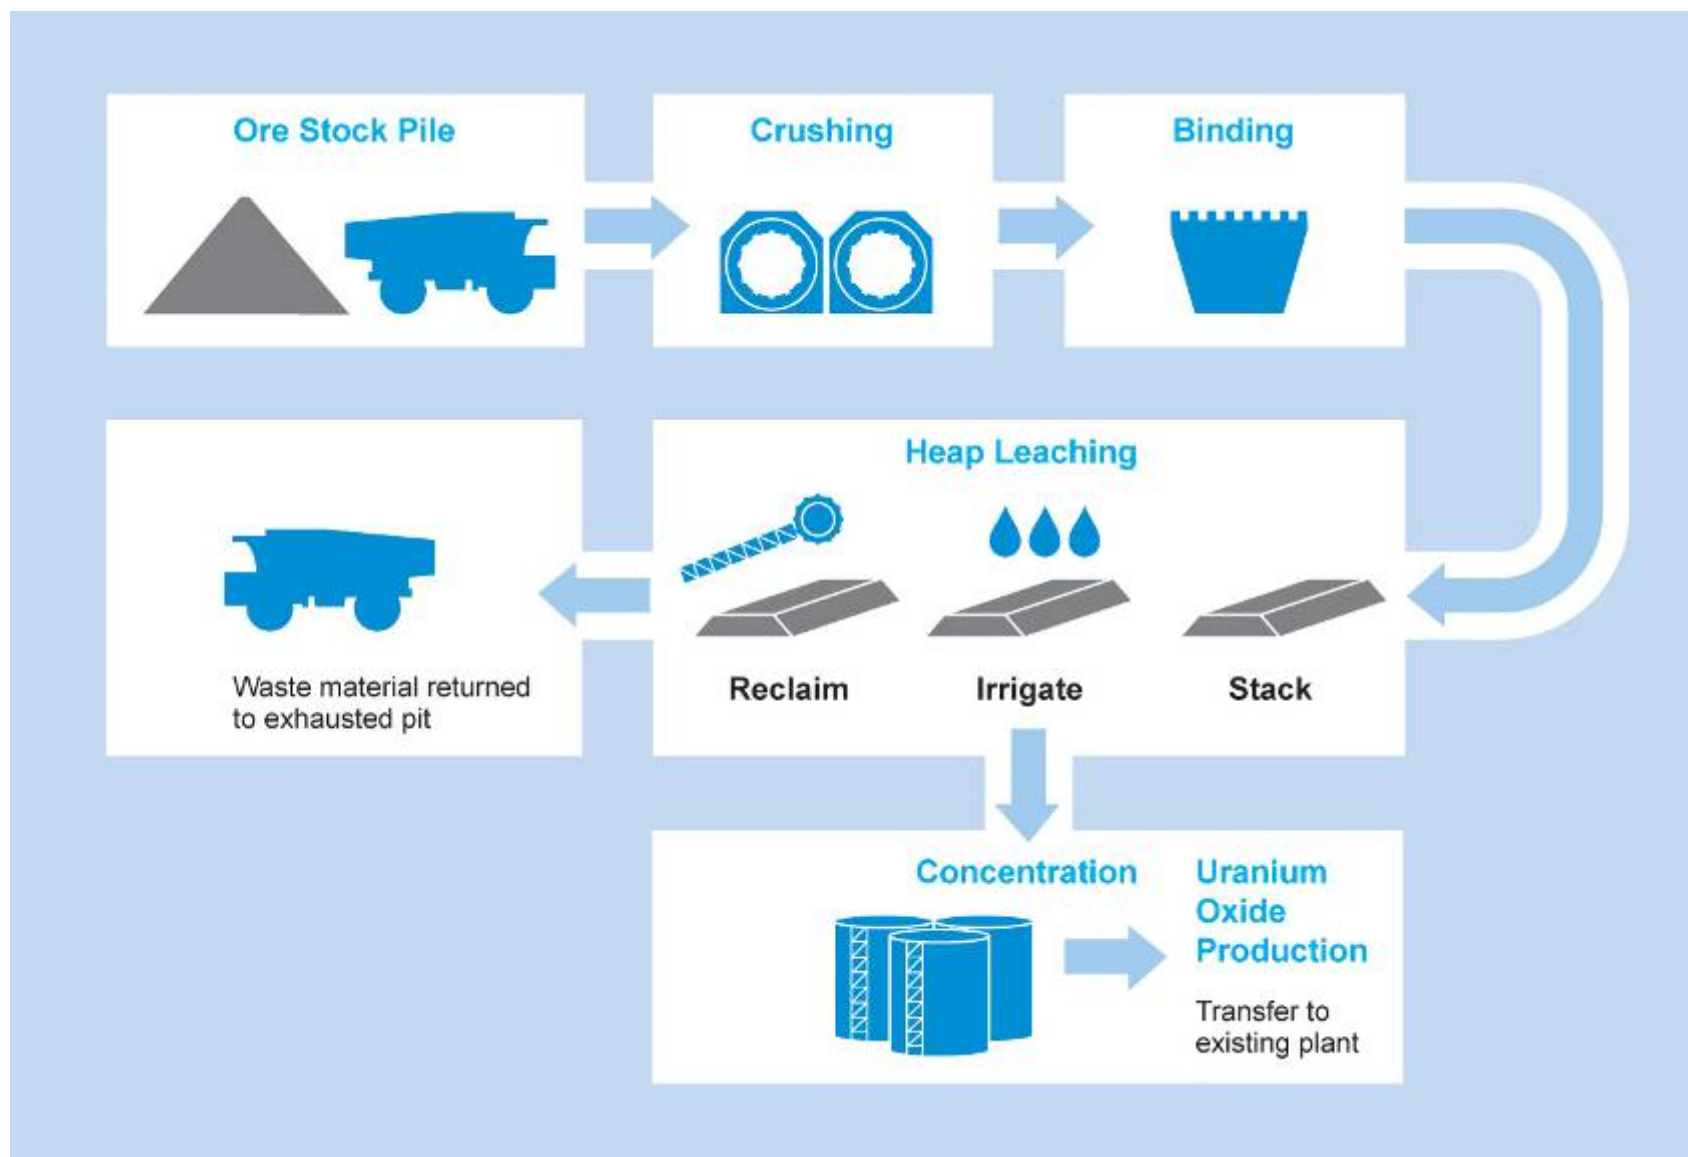 Ore Stock Pile
Crushing
Binding
Heap Leaching
Reclaim
Irrigate
Stack
Waste material returned
to exhausted pit
Concentration
Uranium
Oxide
Production
Transfer to
existing plant